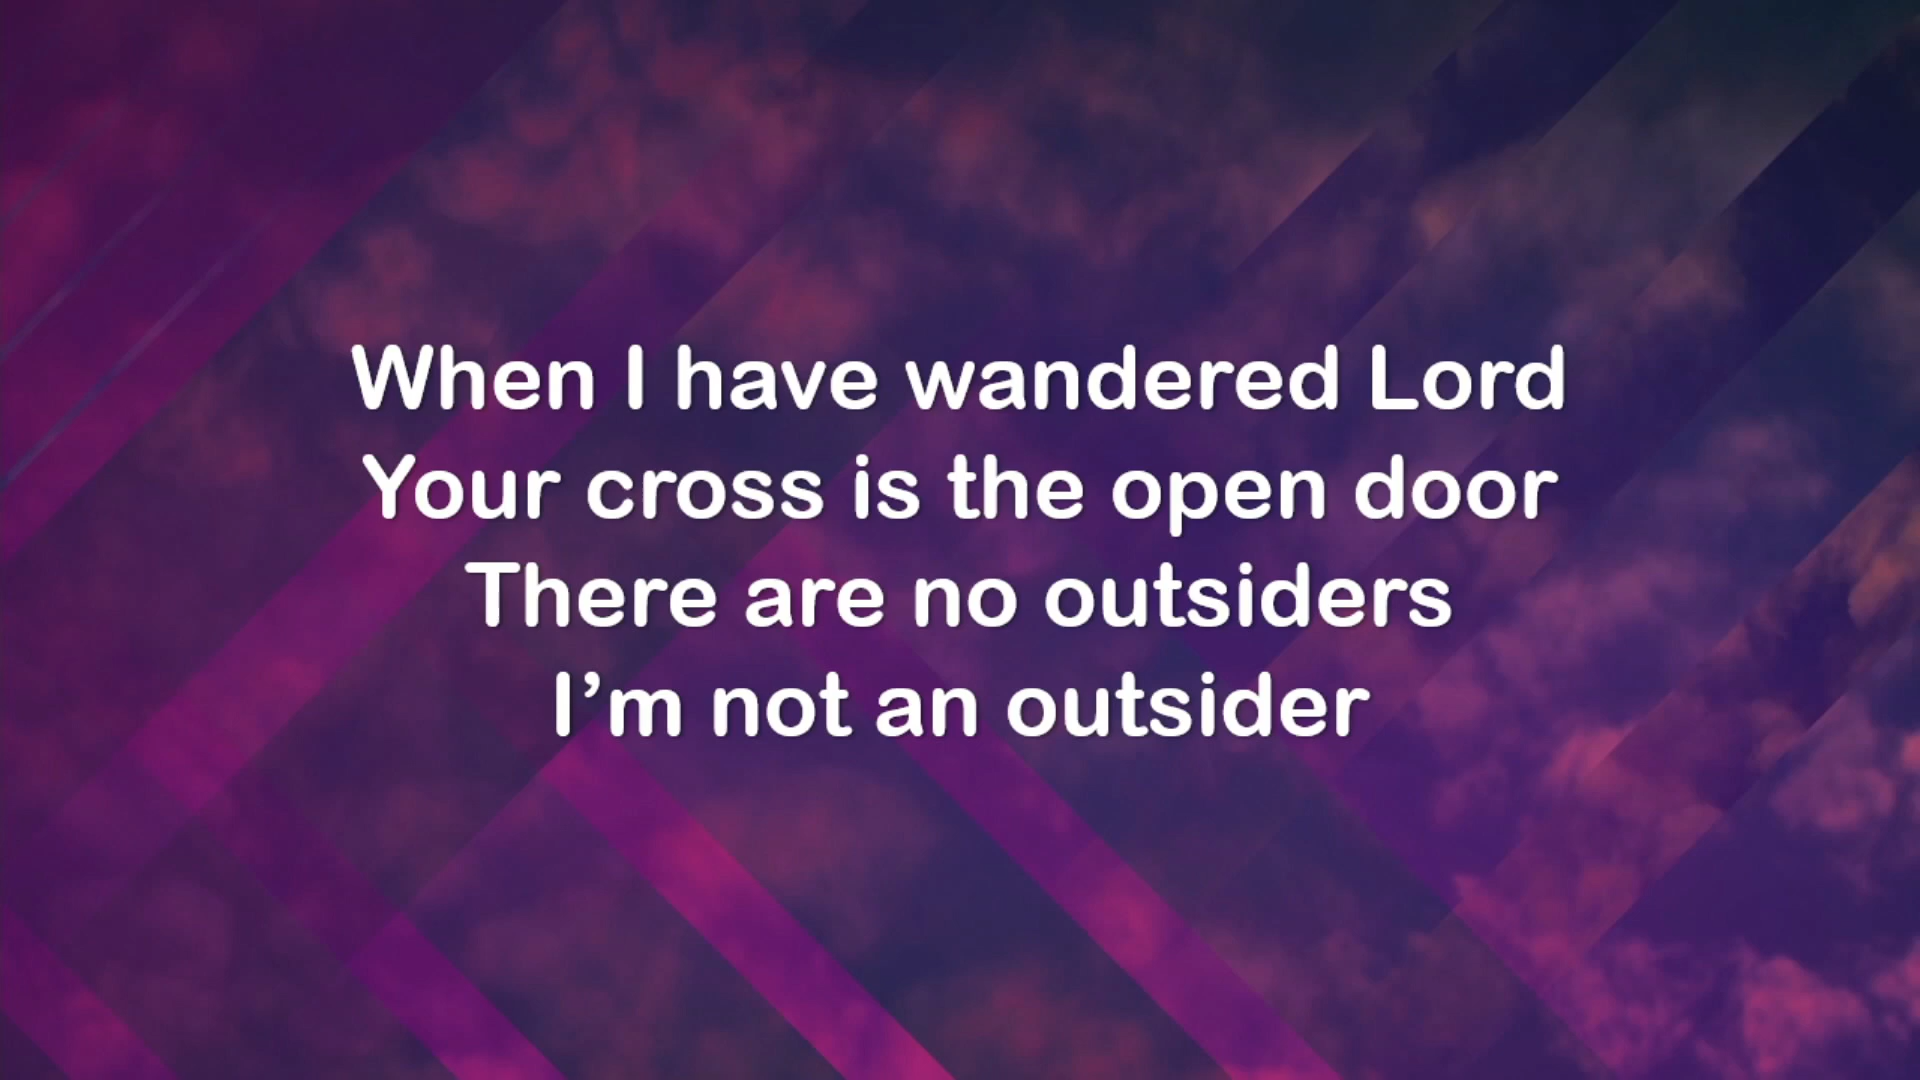 When I have wandered Lord
Your cross is the open door
There are no outsiders
I’m not an outsider